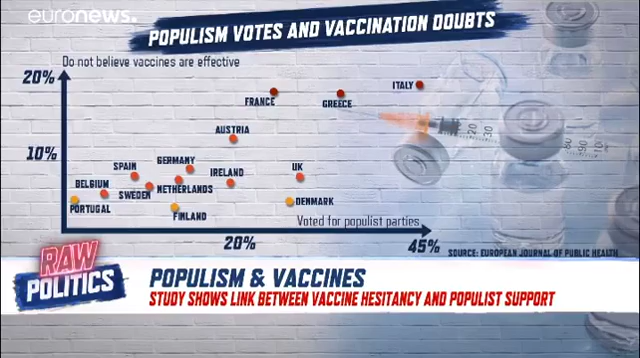 euronews.
POPULISM VOTES AND VACCINATION DOUBTS
20%
Do not believe vaccines are effective
ITALY
FRANCE
GREECE
AUSTRIA
10%
SPAIN
GERMANY
IRELAND
UK
BELGIUM
SWEDEN
NETHERLANDS
DENMARK
PORTUGAL
FINLAND
Voted for populist parties
20%
45%
SOURCE: EUROPEAN JOURNAL OF PUBLIC HEALTH
RAW
POLITICS
POPULISM & VACCINES
STUDY SHOWS LINK BETWEEN VACCINE HESITANCY AND POPULIST SUPPORT